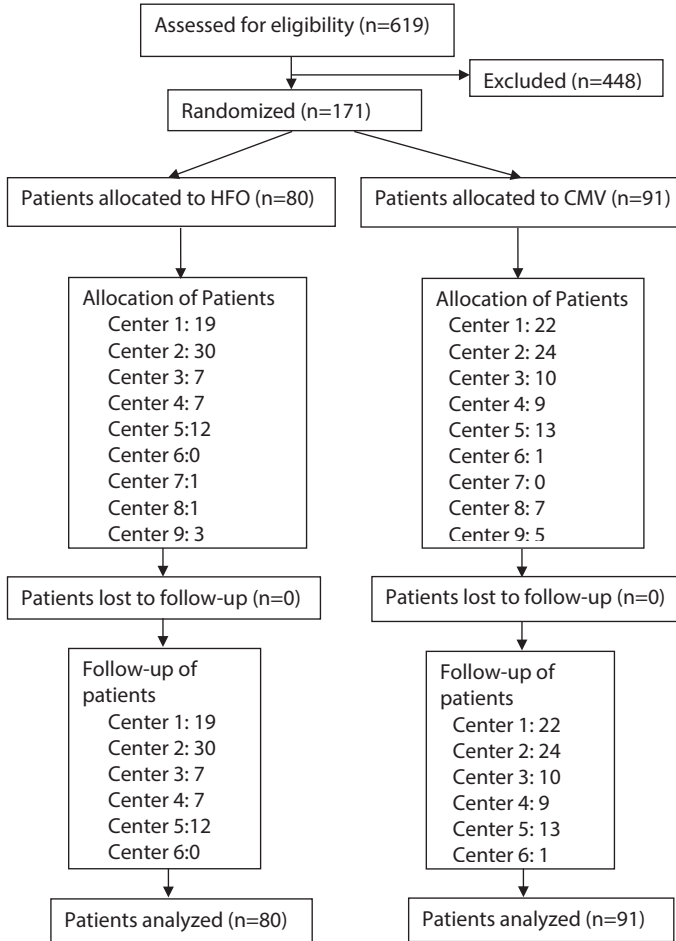 Assessed for eligibility (n=619)
Excluded (n=448)
Randomized (n=171)
Patients allocated to HFO (n=80)
Patients allocated to CMV (n=91)
Allocation of Patients
Center 1: 19
Center 2: 30
Center 3: 7
Center 4: 7
Center 5:12
Center 6:0
Center 7:1
Center 8:1
Center 9: 3
Allocation of Patients
Center 1: 22
Center 2: 24
Center 3: 10
Center 4: 9
Center 5: 13
Center 6: 1
Center 7: 0
Center 8: 7
Center 9: 5
Patients lost to follow-up (n=0)
Patients lost to follow-up (n=0)
Follow-up of
patients
Center 1: 19
Center 2: 30
Center 3: 7
Center 4: 7
Center 5:12
Center 6:0
Follow-up of
patients
Center 1: 22
Center 2: 24
Center 3: 10
Center 4: 9
Center 5: 13
Center 6: 1
Patients analyzed (n=80)
Patients analyzed (n=91)